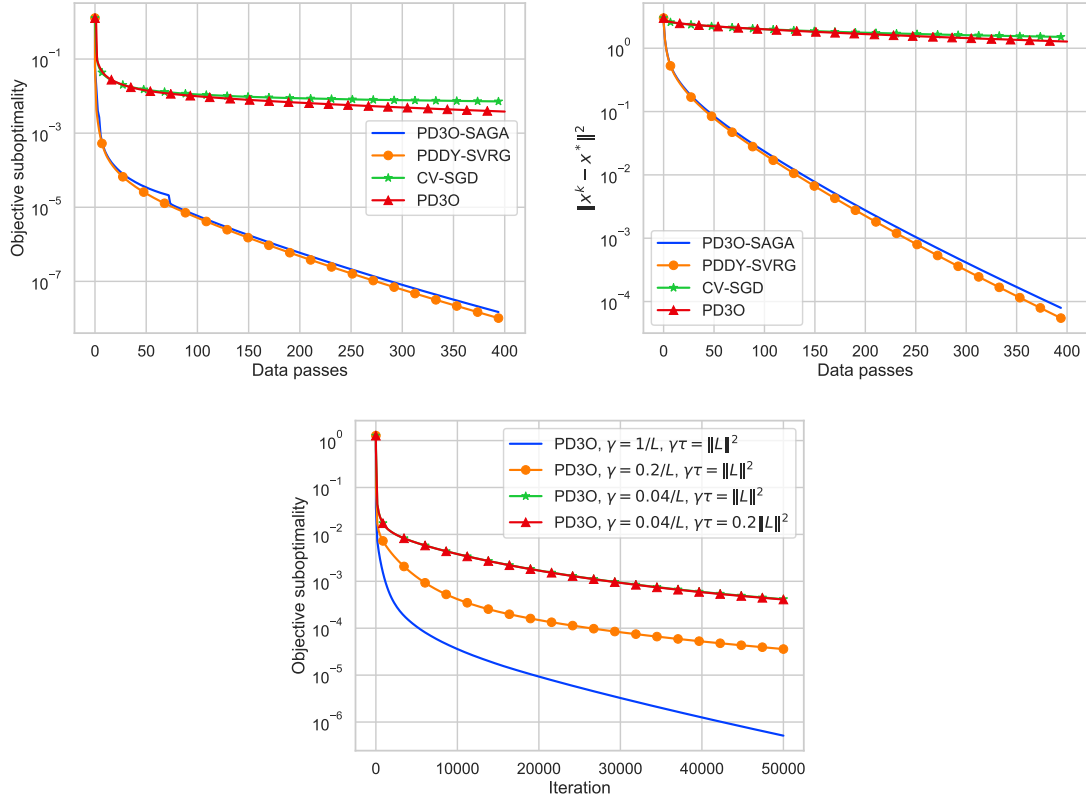 Objective suboptimality
10⁻¹
10⁻³
10⁻⁵
10⁻⁷
PD3O-SAGA
PDDY-SVRG
CV-SGD
PD3O
0 50 100 150 200 250 300 350 400
Data passes
‖x^k − x^*‖²
10⁰
10⁻¹
10⁻²
10⁻³
10⁻⁴
PD3O-SAGA
PDDY-SVRG
CV-SGD
PD3O
0 50 100 150 200 250 300 350 400
Data passes
Objective suboptimality
10⁰
10⁻¹
10⁻²
10⁻³
10⁻⁴
10⁻⁵
10⁻⁶
PD3O, γ = 1/L, γτ = ‖L‖²
PD3O, γ = 0.2/L, γτ = ‖L‖²
PD3O, γ = 0.04/L, γτ = ‖L‖²
PD3O, γ = 0.04/L, γτ = 0.2‖L‖²
0 10000 20000 30000 40000 50000
Iteration